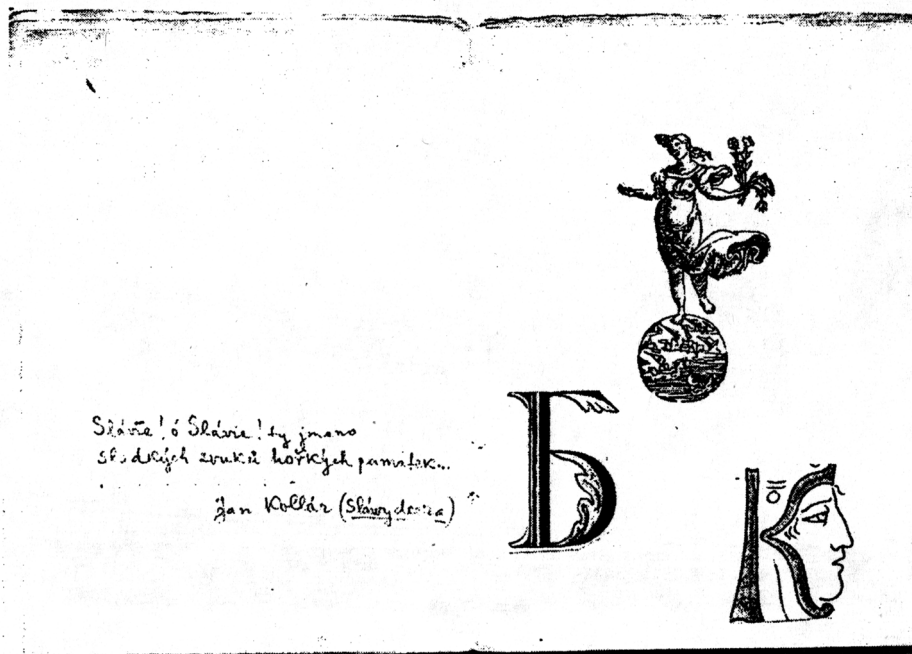 Slávie! ó Slávie! ty jmeno
sladkých zvuků hořkých památek...
Jan Kollár (Slávy dcera)
Б
К